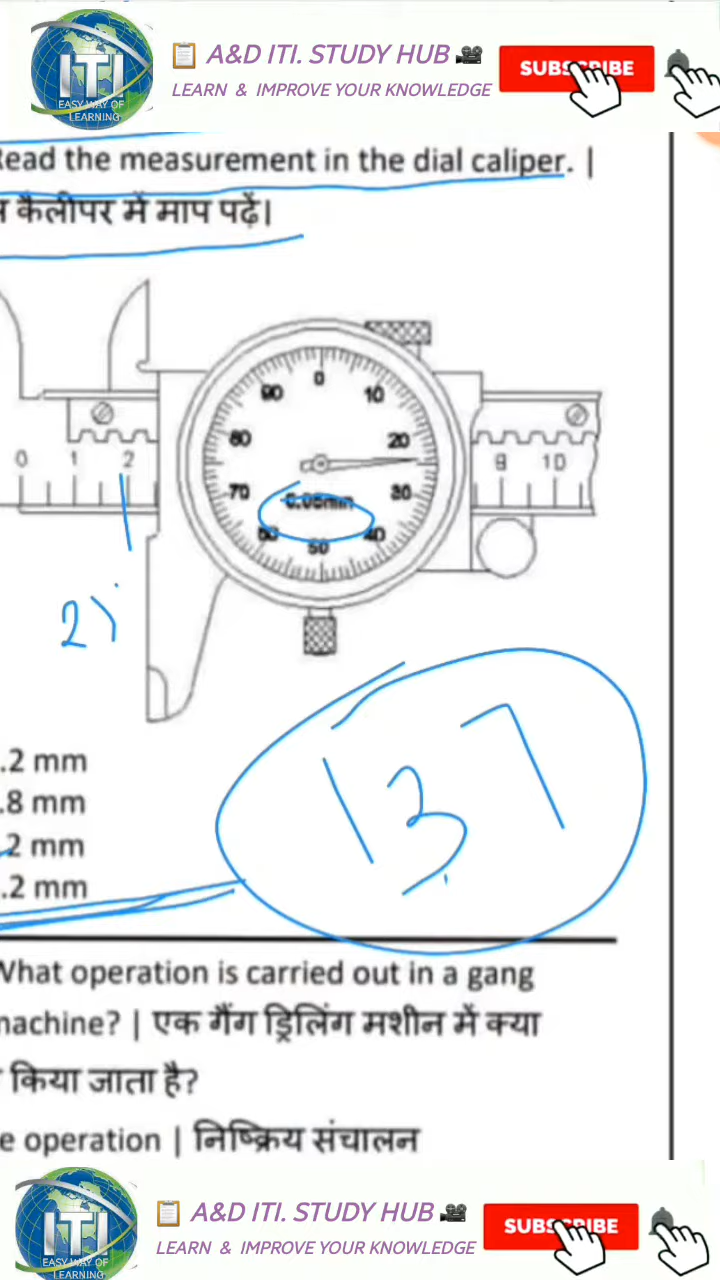 ITI
EASY WAY OF
LEARNING
A&D ITI. STUDY HUB
LEARN & IMPROVE YOUR KNOWLEDGE
SUBSCRIBE
Read the measurement in the dial caliper. |
कैलीपर में माप पढ़ें।
0
90 10
80 20
70 30
60 40
50
0 1 2
9 10
2)
.2 mm
.8 mm
.2 mm
.2 mm
137
What operation is carried out in a gang
machine? | एक गैंग ड्रिलिंग मशीन में क्या
किया जाता है?
e operation | निष्क्रिय संचालन
ITI
EASY WAY OF
LEARNING
A&D ITI. STUDY HUB
LEARN & IMPROVE YOUR KNOWLEDGE
SUBSCRIBE